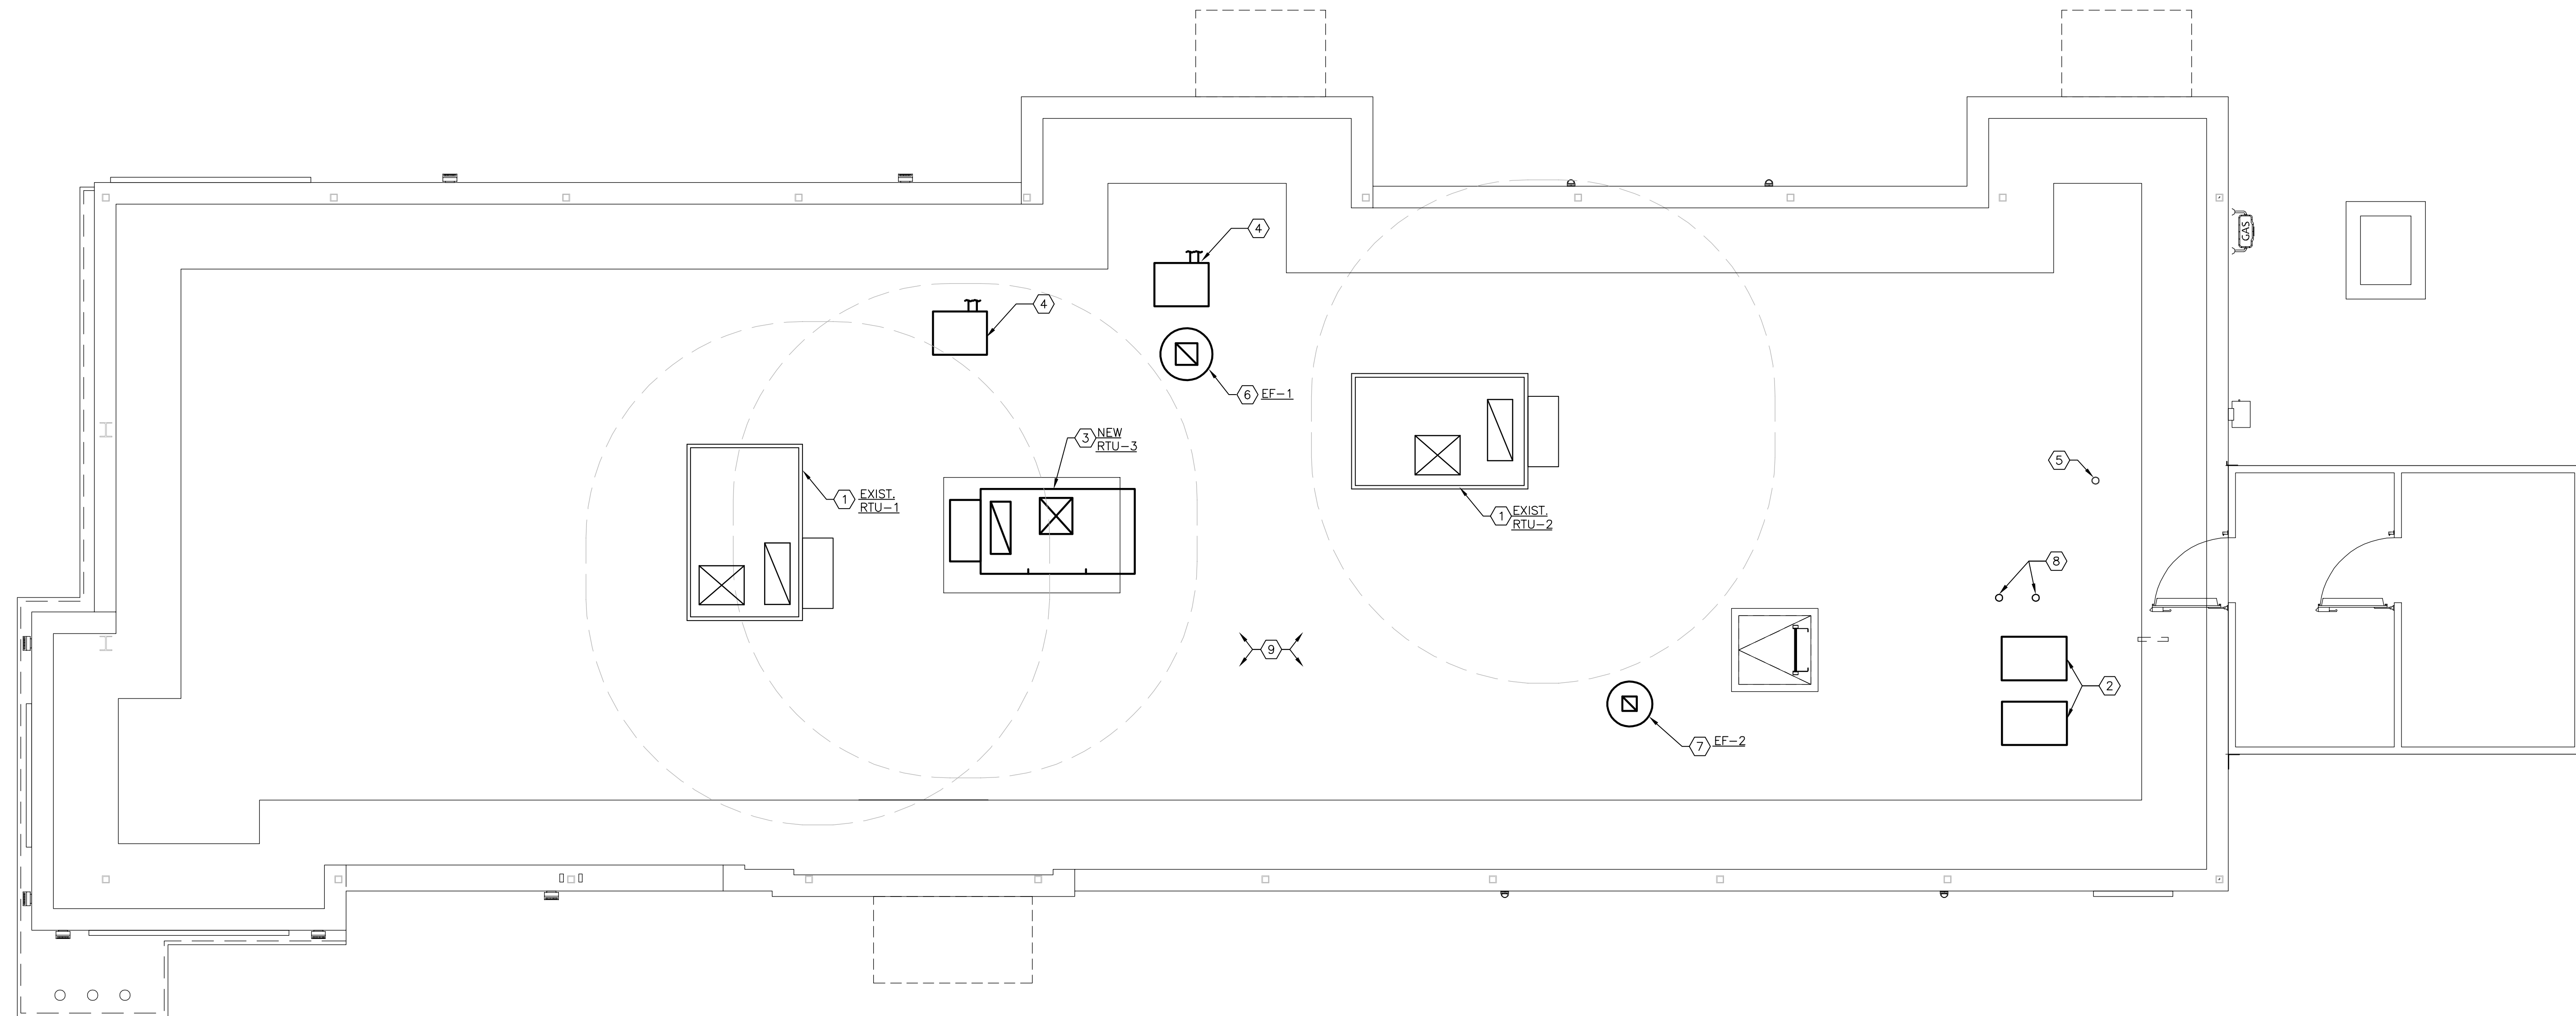 4
GAS
4
6 EF-1
3 NEW
RTU-3
5
1 EXIST.
RTU-1
1 EXIST.
RTU-2
8
9
2
7 EF-2